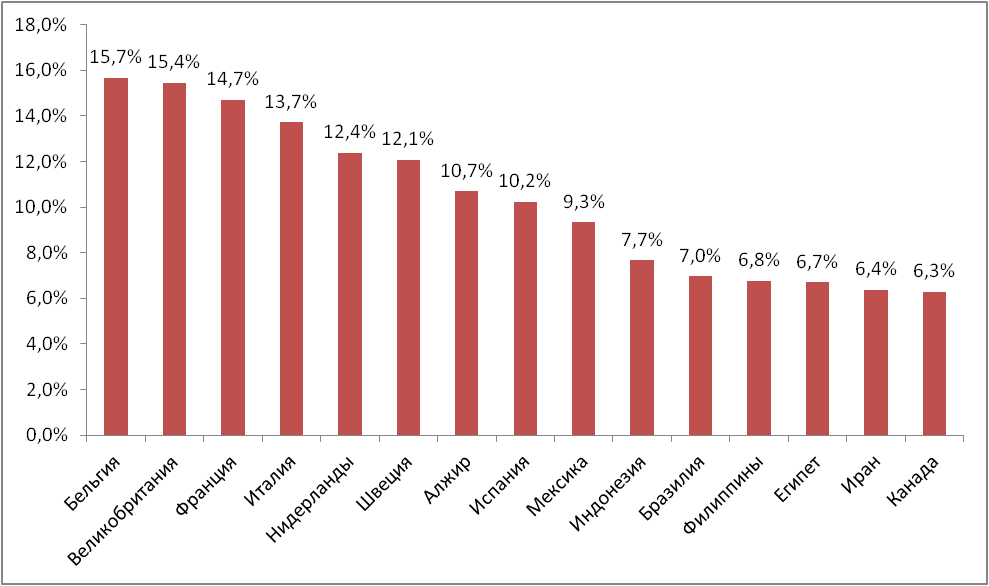 18,0%
16,0%
14,0%
12,0%
10,0%
8,0%
6,0%
4,0%
2,0%
0,0%
15,7%
15,4%
14,7%
13,7%
12,4%
12,1%
10,7%
10,2%
9,3%
7,7%
7,0%
6,8%
6,7%
6,4%
6,3%
Бельгия
Великобритания
Франция
Италия
Нидерланды
Швеция
Алжир
Испания
Мексика
Индонезия
Бразилия
Филиппины
Египет
Иран
Канада